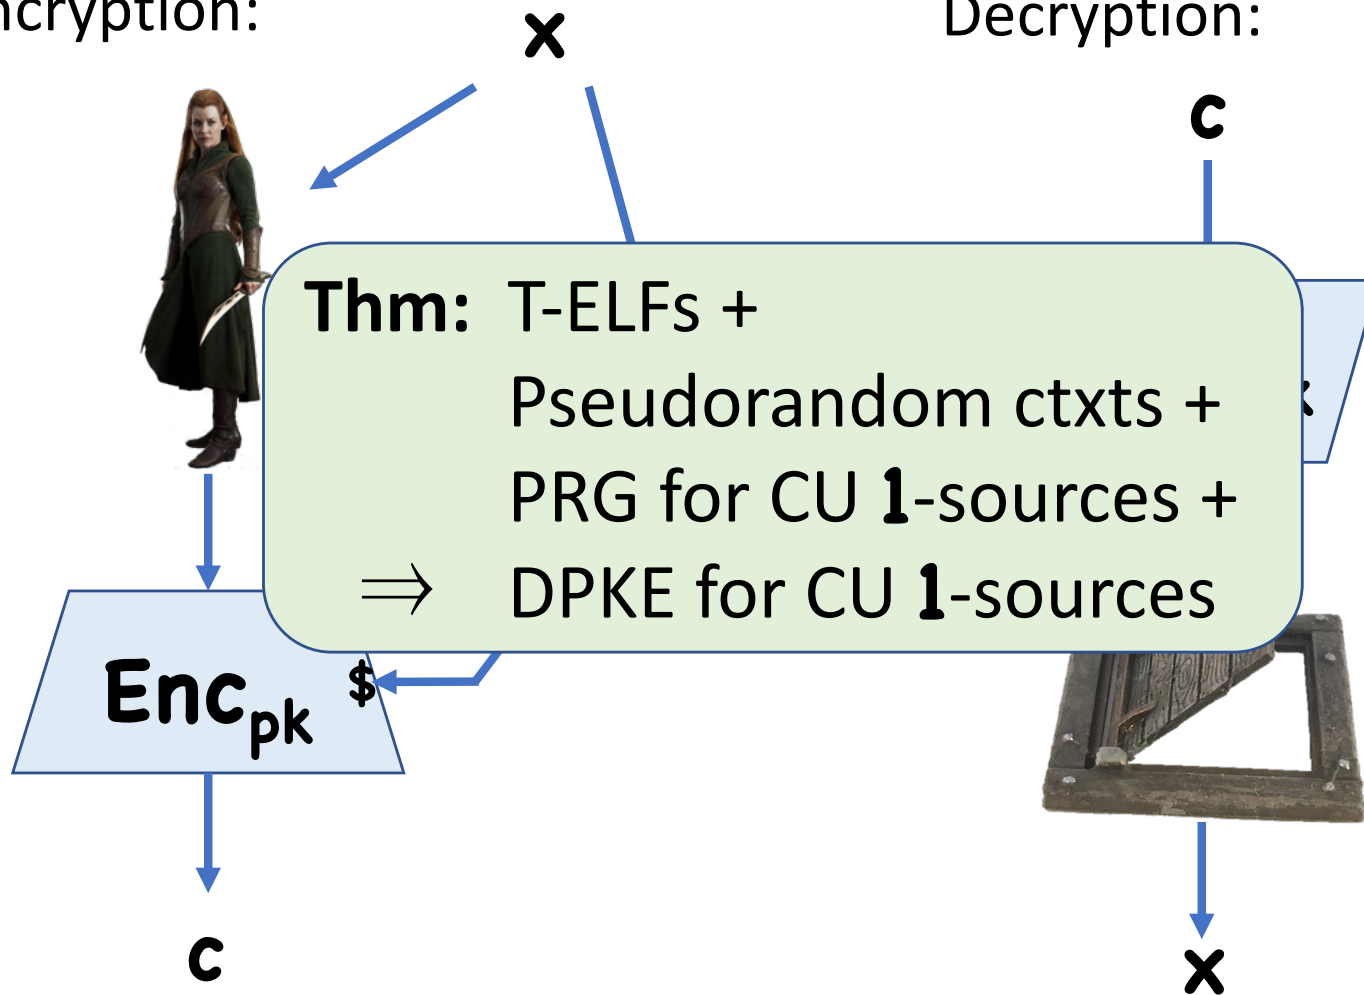 ncryption:
x
Decryption:
c
Thm: T-ELFs +
Pseudorandom ctxts +
PRG for CU 1-sources +
⇒ DPKE for CU 1-sources
Enc_pk $
c
x